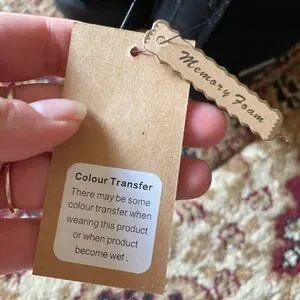 Memory Foam
Colour Transfer
There may be some
colour transfer when
wearing this product
or when product
become wet .